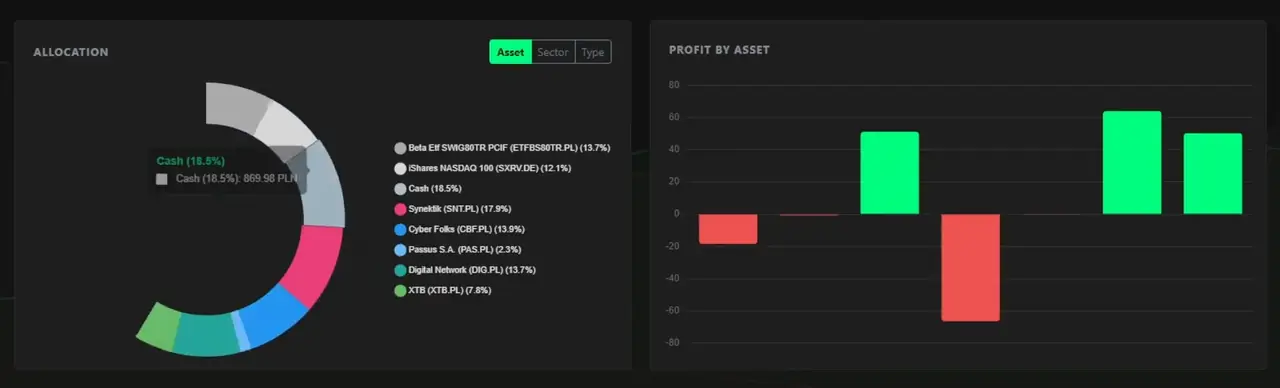 ALLOCATION
Asset Sector Type
Cash (18.5%)
Cash (18.5%): 869.98 PLN
Beta Etf SWIG80TR PCIF (ETFBS80TR.PL) (13.7%)
iShares NASDAQ 100 (SXRV.DE) (12.1%)
Cash (18.5%)
Synektik (SNT.PL) (17.9%)
Cyber Folks (CBF.PL) (13.9%)
Passus S.A. (PAS.PL) (2.3%)
Digital Network (DIG.PL) (13.7%)
XTB (XTB.PL) (7.8%)
PROFIT BY ASSET
80
60
40
20
0
-20
-40
-60
-80